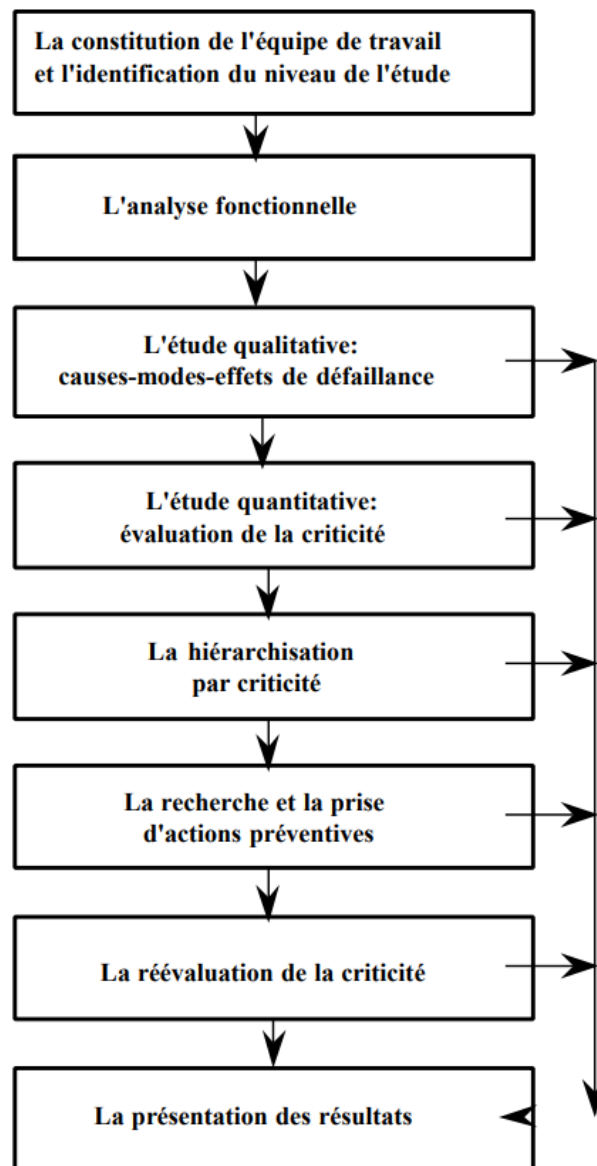 La constitution de l'équipe de travail
et l'identification du niveau de l'étude
L'analyse fonctionnelle
L'étude qualitative:
causes-modes-effets de défaillance
L'étude quantitative:
évaluation de la criticité
La hiérarchisation
par criticité
La recherche et la prise
d'actions préventives
La réévaluation de la criticité
La présentation des résultats